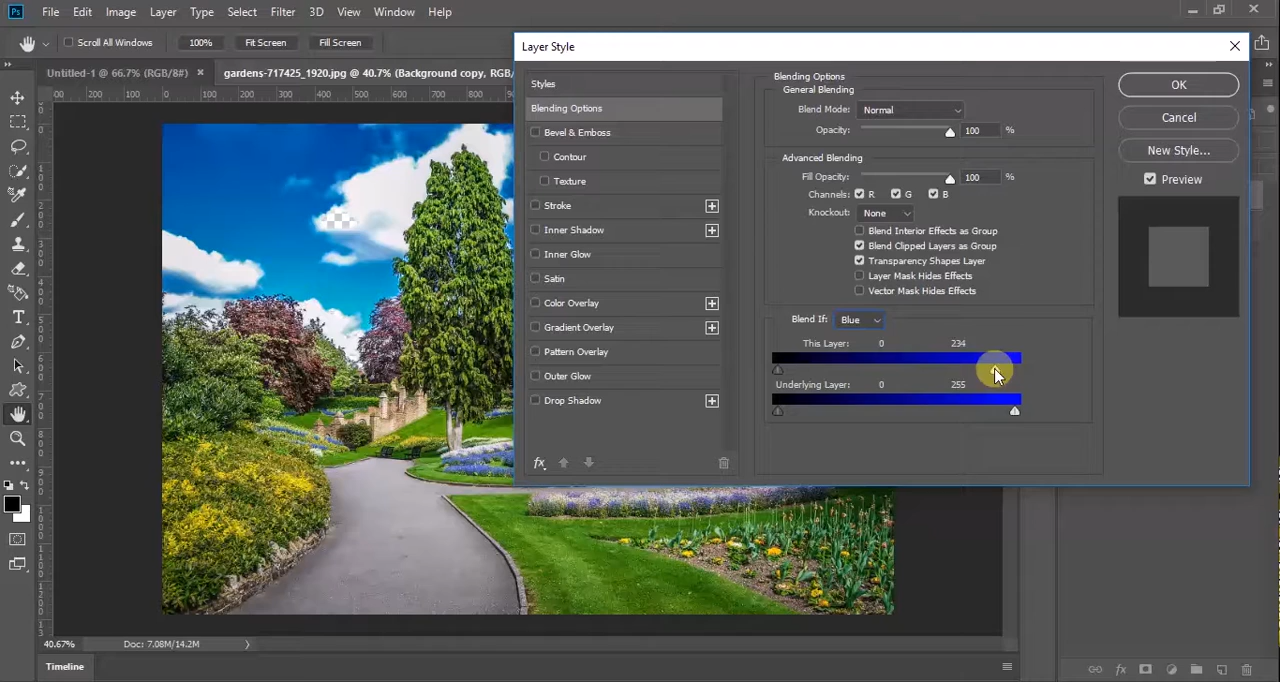 Ps File Edit Image Layer Type Select Filter 3D View Window Help
Scroll All Windows 100% Fit Screen Fill Screen
Untitled-1 @ 66.7% (RGB/8#) × gardens-717425_1920.jpg @ 40.7% (Background copy, RG
Layer Style
Styles
Blending Options
Bevel & Emboss
Contour
Texture
Stroke
Inner Shadow
Inner Glow
Satin
Color Overlay
Gradient Overlay
Pattern Overlay
Outer Glow
Drop Shadow
fx
Blending Options
General Blending
Blend Mode: Normal
Opacity: 100 %
Advanced Blending
Fill Opacity: 100 %
Channels: R G B
Knockout: None
Blend Interior Effects as Group
Blend Clipped Layers as Group
Transparency Shapes Layer
Layer Mask Hides Effects
Vector Mask Hides Effects
Blend If: Blue
This Layer: 0 234
Underlying Layer: 0 255
OK
Cancel
New Style...
Preview
40.67% Doc: 7.08M/14.2M
Timeline
fx